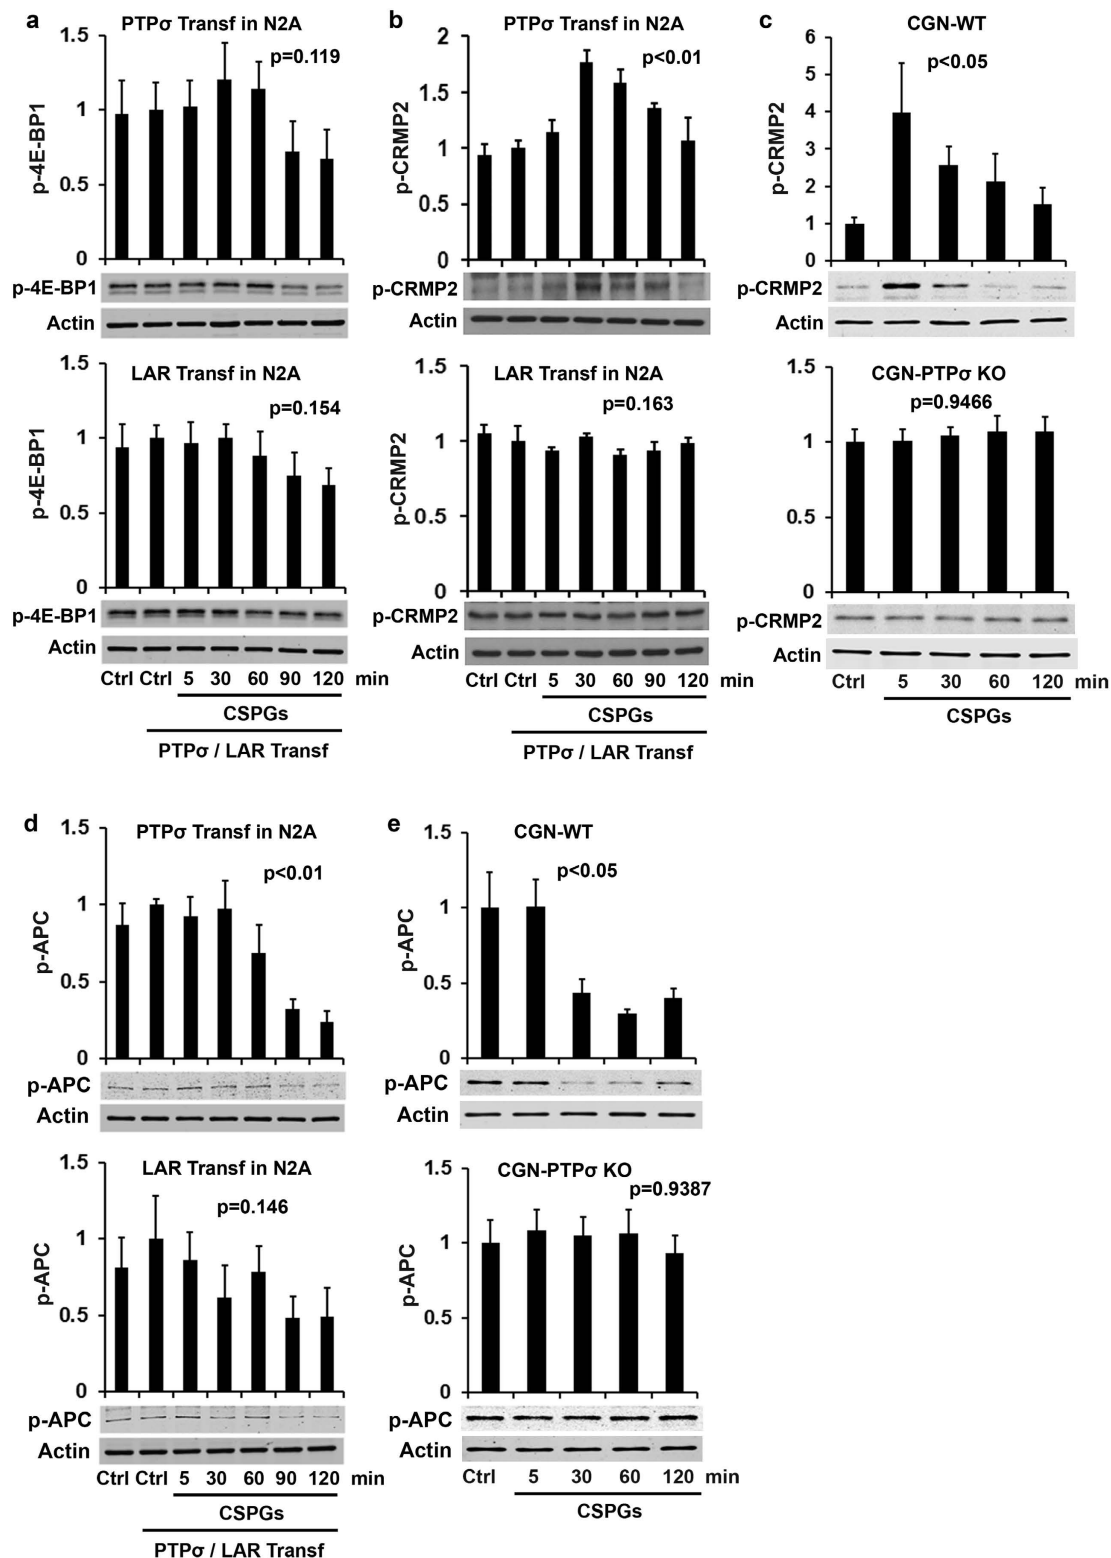 a
PTPσ Transf in N2A
p=0.119
1.5
1
0.5
0
p-4E-BP1
p-4E-BP1
Actin
LAR Transf in N2A
p=0.154
1.5
1
0.5
0
p-4E-BP1
p-4E-BP1
Actin
Ctrl Ctrl 5 30 60 90 120 min
CSPGs
PTPσ / LAR Transf
b
PTPσ Transf in N2A
p<0.01
2
1.5
1
0.5
0
p-CRMP2
p-CRMP2
Actin
LAR Transf in N2A
p=0.163
1.5
1
0.5
0
p-CRMP2
p-CRMP2
Actin
Ctrl Ctrl 5 30 60 90 120 min
CSPGs
PTPσ / LAR Transf
c
CGN-WT
p<0.05
6
5
4
3
2
1
0
p-CRMP2
p-CRMP2
Actin
CGN-PTPσ KO
p=0.9466
1.5
1
0.5
0
p-CRMP2
Actin
Ctrl 5 30 60 120 min
CSPGs
d
PTPσ Transf in N2A
p<0.01
1.5
1
0.5
0
p-APC
p-APC
Actin
LAR Transf in N2A
p=0.146
1.5
1
0.5
0
p-APC
p-APC
Actin
Ctrl Ctrl 5 30 60 90 120 min
CSPGs
PTPσ / LAR Transf
e
CGN-WT
p<0.05
1.5
1
0.5
0
p-APC
p-APC
Actin
CGN-PTPσ KO
p=0.9387
1.5
1
0.5
0
p-APC
p-APC
Actin
Ctrl 5 30 60 120 min
CSPGs